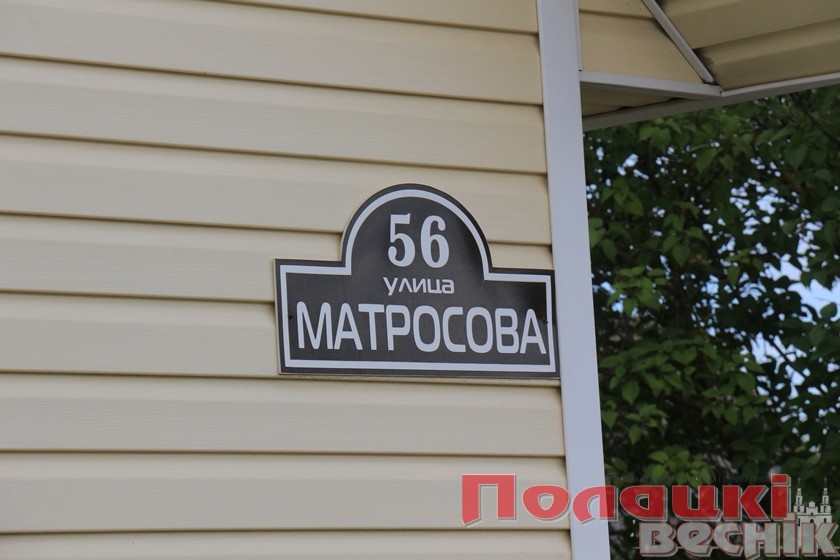 56
улица
МАТРОСОВА
Полацкі
Веснік